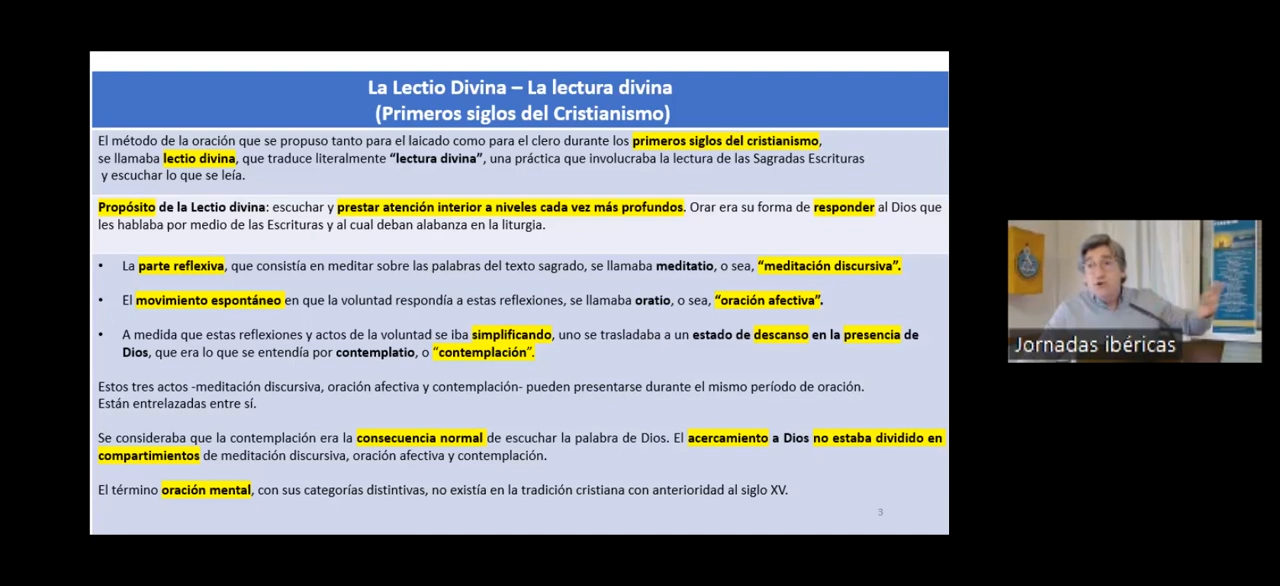 La Lectio Divina – La lectura divina
(Primeros siglos del Cristianismo)
El método de la oración que se propuso tanto para el laicado como para el clero durante los primeros siglos del cristianismo,
se llamaba lectio divina, que traduce literalmente “lectura divina”, una práctica que involucraba la lectura de las Sagradas Escrituras
y escuchar lo que se leía.
Propósito de la Lectio divina: escuchar y prestar atención interior a niveles cada vez más profundos. Orar era su forma de responder al Dios que
les hablaba por medio de las Escrituras y al cual deban alabanza en la liturgia.
• La parte reflexiva, que consistía en meditar sobre las palabras del texto sagrado, se llamaba meditatio, o sea, “meditación discursiva”.
• El movimiento espontáneo en que la voluntad respondía a estas reflexiones, se llamaba oratio, o sea, “oración afectiva”.
• A medida que estas reflexiones y actos de la voluntad se iba simplificando, uno se trasladaba a un estado de descanso en la presencia de
Dios, que era lo que se entendía por contemplatio, o “contemplación”.
Estos tres actos -meditación discursiva, oración afectiva y contemplación- pueden presentarse durante el mismo período de oración.
Están entrelazadas entre sí.
Se consideraba que la contemplación era la consecuencia normal de escuchar la palabra de Dios. El acercamiento a Dios no estaba dividido en
compartimientos de meditación discursiva, oración afectiva y contemplación.
El término oración mental, con sus categorías distintivas, no existía en la tradición cristiana con anterioridad al siglo XV.
3
Jornadas ibéricas